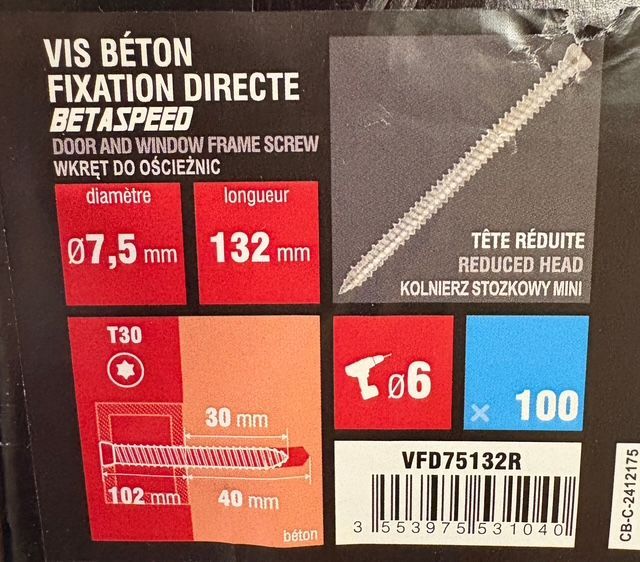 VIS BÉTON
FIXATION DIRECTE
BETASPEED
DOOR AND WINDOW FRAME SCREW
WKRĘT DO OŚCIEŻNIC
diamètre
Ø7,5 mm
longueur
132 mm
TÊTE RÉDUITE
REDUCED HEAD
KOLNIERZ STOZKOWY MINI
T30
30 mm
102 mm
40 mm
béton
Ø6
× 100
VFD75132R
3 553975 531040
CB-C-2412175